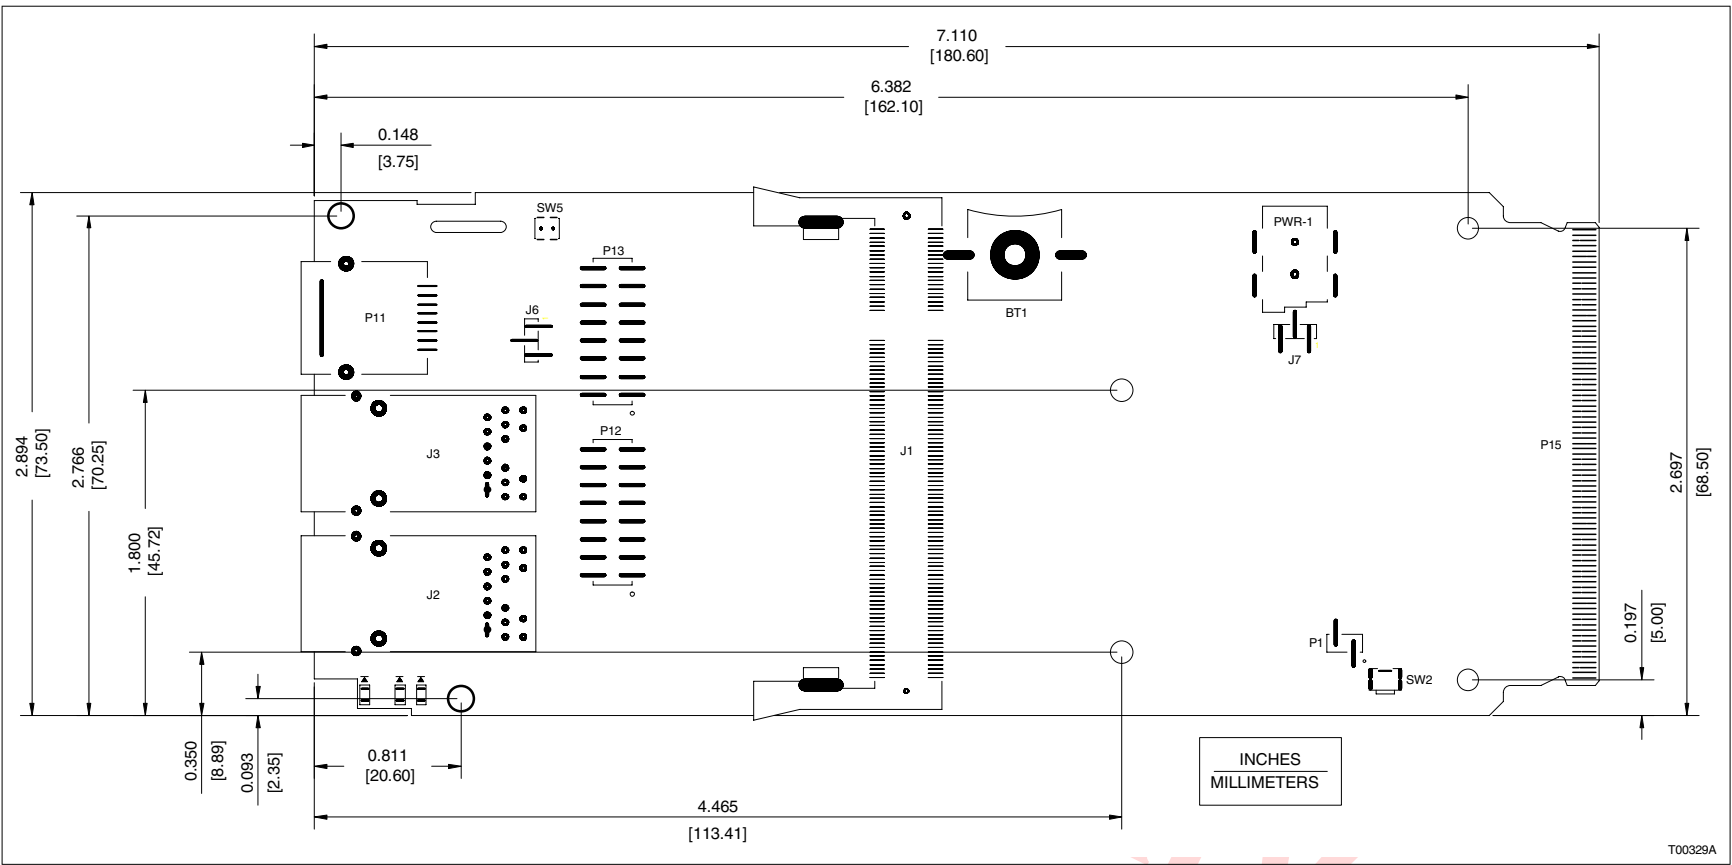 7.110
[180.60]
6.382
[162.10]
0.148
[3.75]
SW5
PWR-1
P13
J6
P11
BT1
J7
2.894
[73.50]
2.766
[70.25]
P12
J3
J1
P15
2.697
[68.50]
1.800
[45.72]
J2
0.197
[5.00]
P1
SW2
0.350
[8.89]
0.093
[2.35]
0.811
[20.60]
INCHES
MILLIMETERS
4.465
[113.41]
T00329A